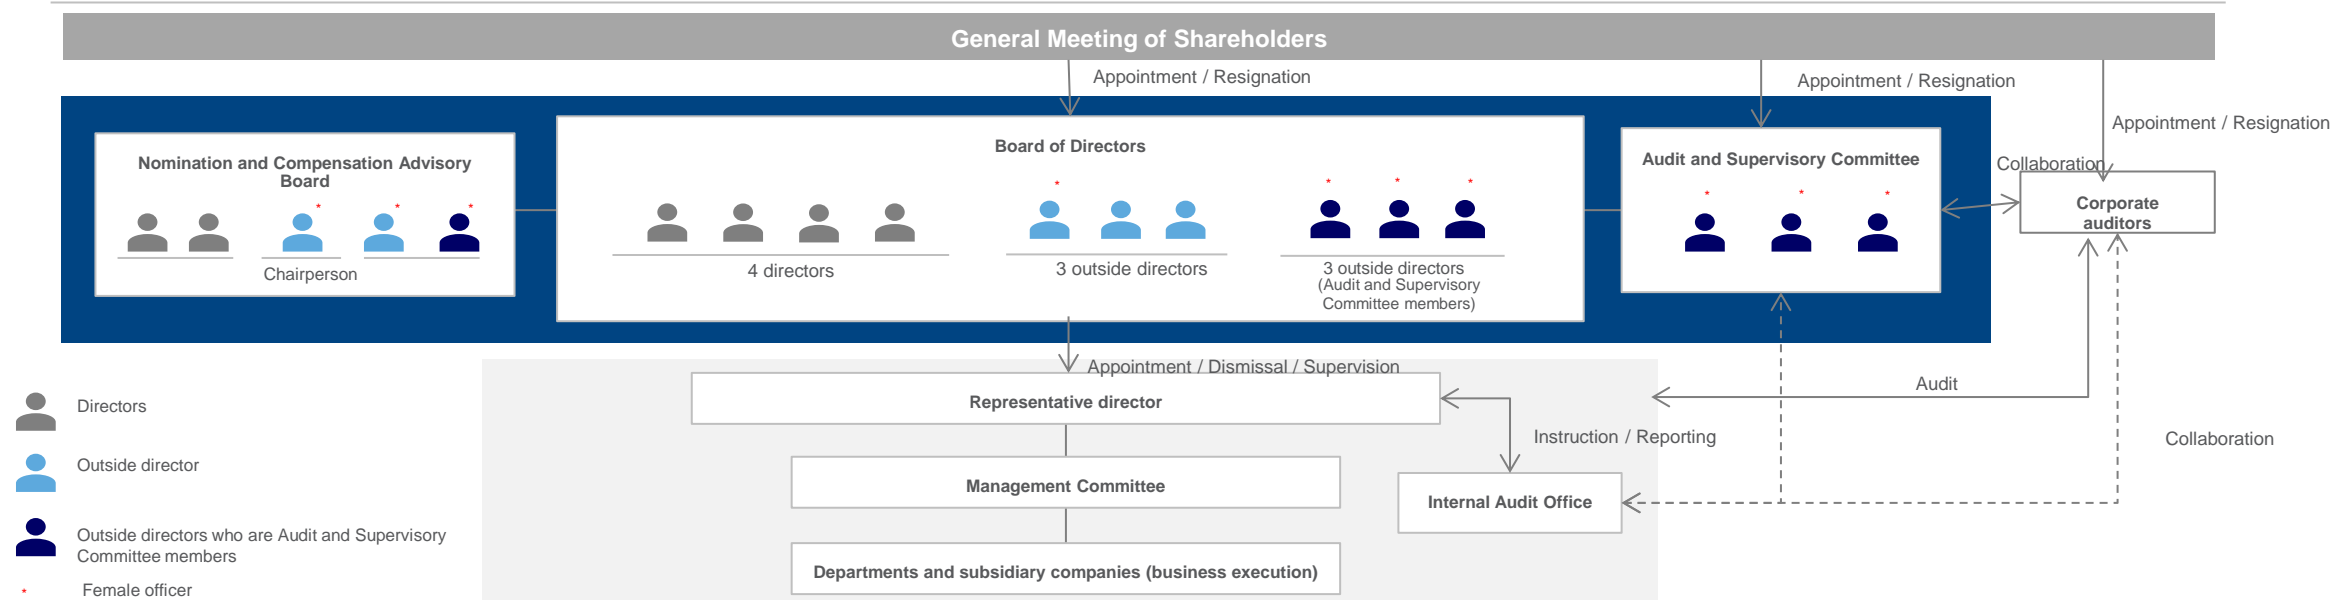 General Meeting of Shareholders
Appointment / Resignation
Appointment / Resignation
Appointment / Resignation
Nomination and Compensation Advisory
Board
*
*
*
Chairperson
Board of Directors
*
*
*
*
4 directors
3 outside directors
3 outside directors
(Audit and Supervisory
Committee members)
Audit and Supervisory Committee
*
*
*
Collaboration
Corporate
auditors
Appointment / Dismissal / Supervision
Representative director
Audit
Instruction / Reporting
Collaboration
Management Committee
Internal Audit Office
Departments and subsidiary companies (business execution)
Directors
Outside director
Outside directors who are Audit and Supervisory
Committee members
* Female officer